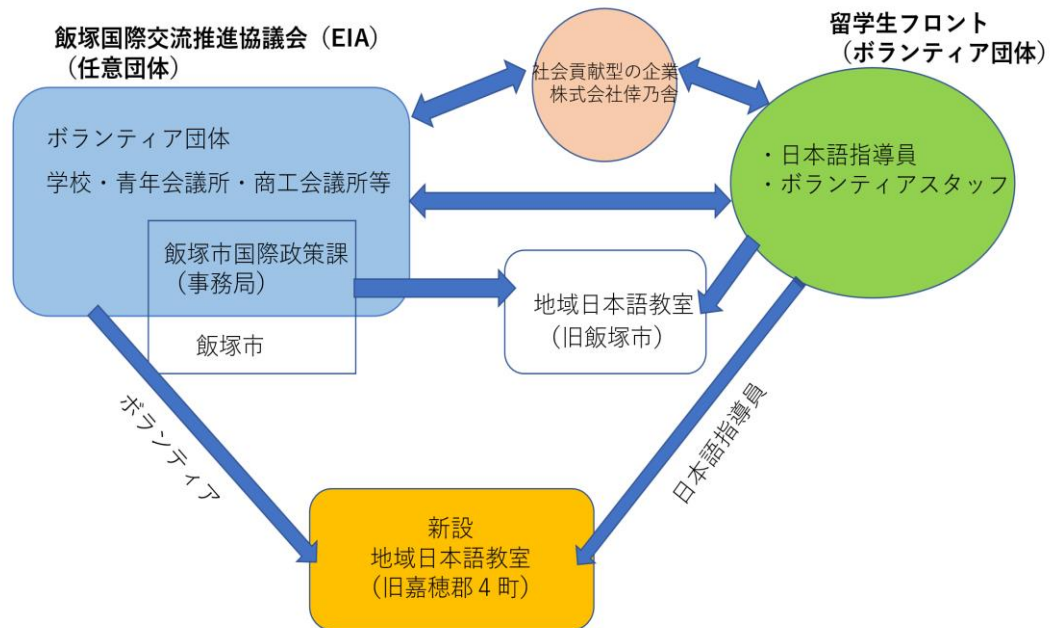 飯塚国際交流推進協議会(EIA)
(任意団体)
留学生フロント
(ボランティア団体)
社会貢献型の企業
株式会社倖乃舎
ボランティア団体
学校・青年会議所・商工会議所等
・日本語指導員
・ボランティアスタッフ
飯塚市国際政策課
(事務局)
飯塚市
地域日本語教室
(旧飯塚市)
ボランティア
日本語指導員
新設
地域日本語教室
(旧嘉穂郡4町)